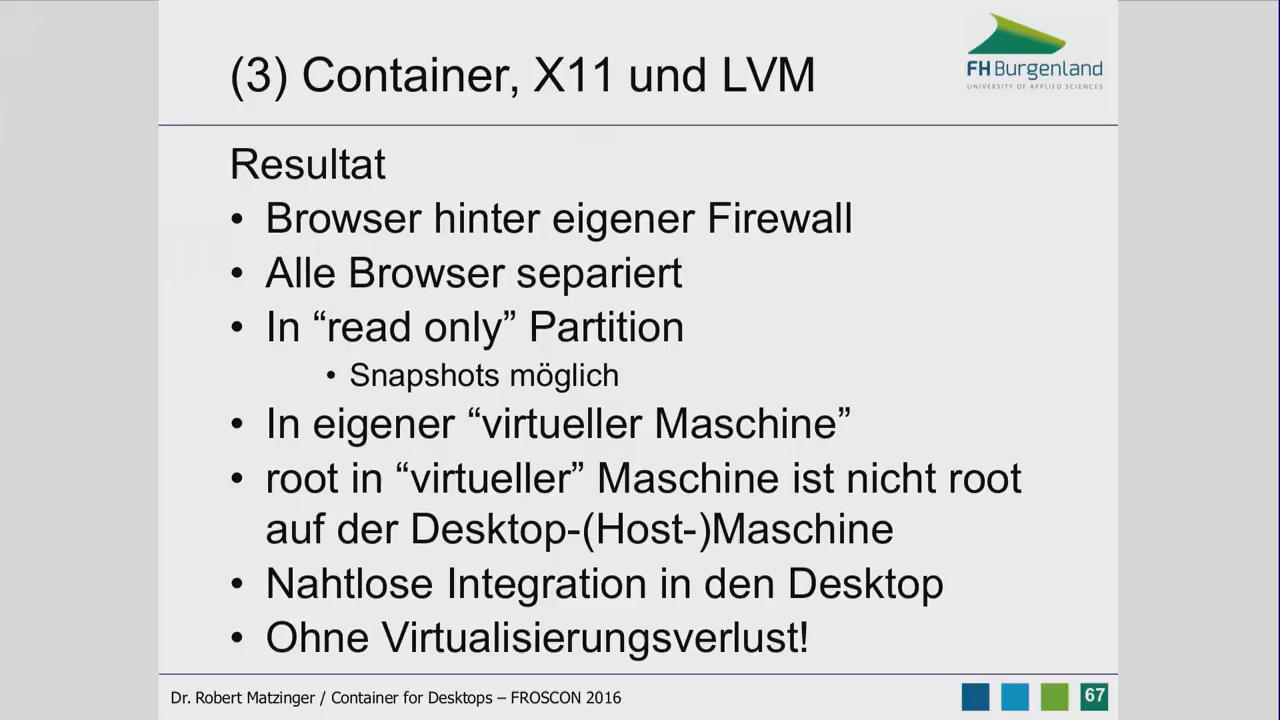 (3) Container, X11 und LVM
FH Burgenland
UNIVERSITY OF APPLIED SCIENCES
Resultat
• Browser hinter eigener Firewall
• Alle Browser separiert
• In “read only” Partition
• Snapshots möglich
• In eigener “virtueller Maschine”
• root in “virtueller” Maschine ist nicht root
auf der Desktop-(Host-)Maschine
• Nahtlose Integration in den Desktop
• Ohne Virtualisierungsverlust!
Dr. Robert Matzinger / Container for Desktops – FROSCON 2016
67